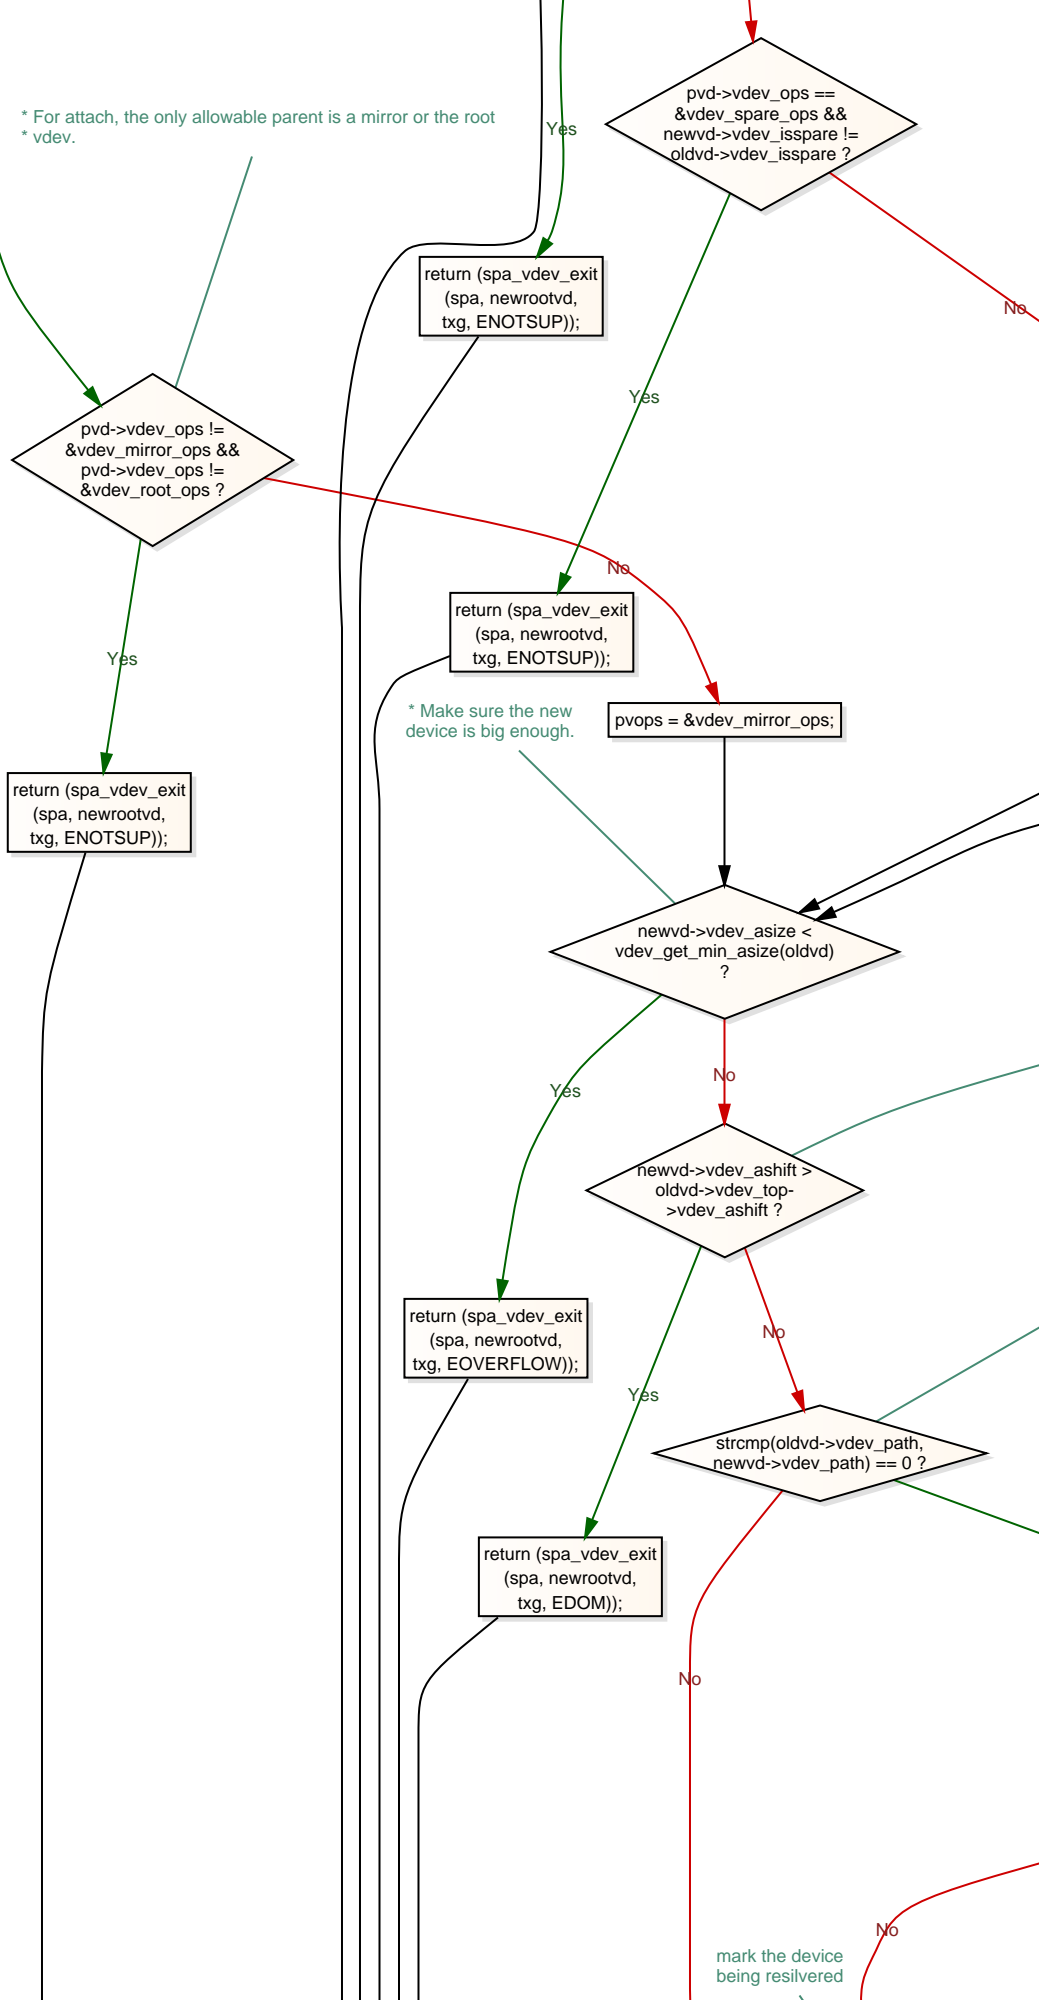 pvd->vdev_ops ==
&vdev_spare_ops &&
newvd->vdev_isspare !=
oldvd->vdev_isspare ?
* For attach, the only allowable parent is a mirror or the root
* vdev.
Yes
return (spa_vdev_exit
(spa, newrootvd,
txg, ENOTSUP));
No
Yes
pvd->vdev_ops !=
&vdev_mirror_ops &&
pvd->vdev_ops !=
&vdev_root_ops ?
No
return (spa_vdev_exit
(spa, newrootvd,
txg, ENOTSUP));
Yes
* Make sure the new
device is big enough.
pvops = &vdev_mirror_ops;
return (spa_vdev_exit
(spa, newrootvd,
txg, ENOTSUP));
newvd->vdev_asize <
vdev_get_min_asize(oldvd)
?
No
Yes
newvd->vdev_ashift >
oldvd->vdev_top-
>vdev_ashift ?
return (spa_vdev_exit
(spa, newrootvd,
txg, EOVERFLOW));
No
Yes
strcmp(oldvd->vdev_path,
newvd->vdev_path) == 0 ?
return (spa_vdev_exit
(spa, newrootvd,
txg, EDOM));
No
No
mark the device
being resilvered